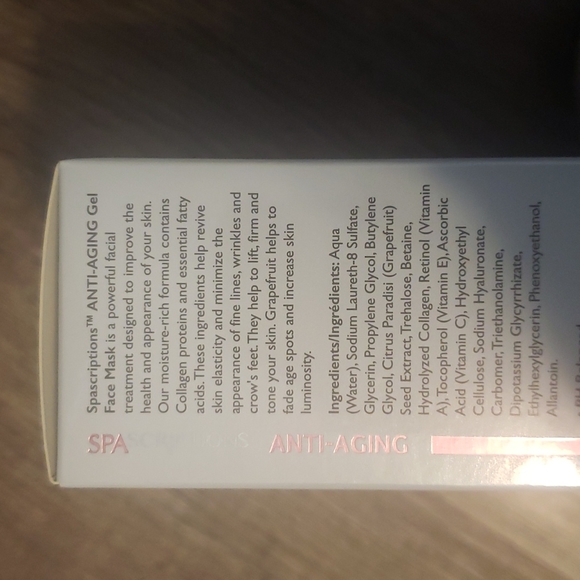 Spascriptions™ ANTI-AGING Gel
Face Mask is a powerful facial
treatment designed to improve the
health and appearance of your skin.
Our moisture-rich formula contains
Collagen proteins and essential fatty
acids. These ingredients help revive
skin elasticity and minimize the
appearance of fine lines, wrinkles and
crow's feet. They help to lift, firm and
tone your skin. Grapefruit helps to
fade age spots and increase skin
luminosity.
Ingredients/Ingrédients: Aqua
(Water), Sodium Laureth-8 Sulfate,
Glycerin, Propylene Glycol, Butylene
Glycol, Citrus Paradisi (Grapefruit)
Seed Extract, Trehalose, Betaine,
Hydrolyzed Collagen, Retinol (Vitamin
A), Tocopherol (Vitamin E), Ascorbic
Acid (Vitamin C), Hydroxyethyl
Cellulose, Sodium Hyaluronate,
Carbomer, Triethanolamine,
Dipotassium Glycyrrhizate,
Ethylhexylglycerin, Phenoxyethanol,
Allantoin.
SPASCRIPTIONS
ANTI-AGING